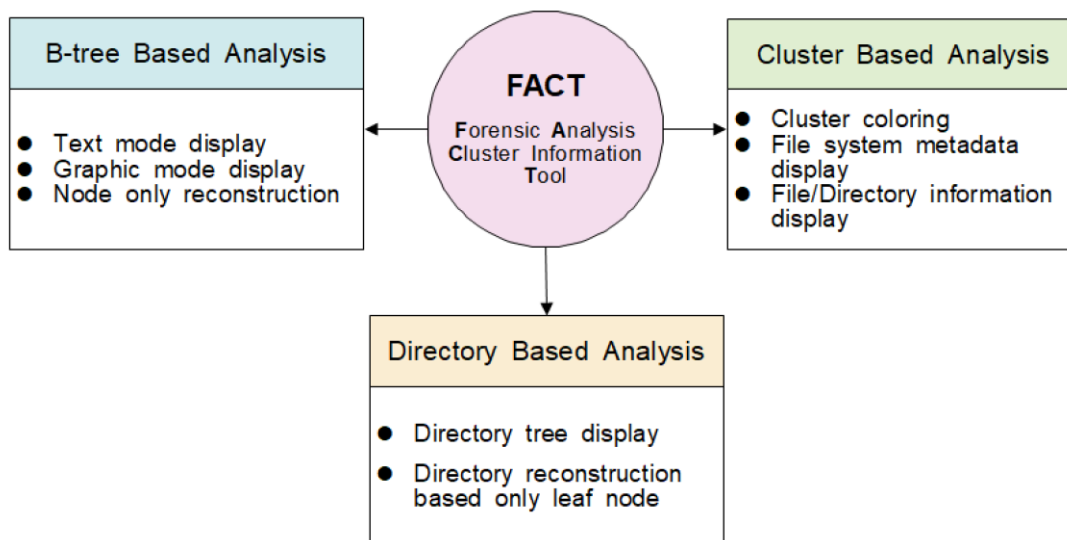 B-tree Based Analysis
● Text mode display
● Graphic mode display
● Node only reconstruction
FACT
Forensic Analysis
Cluster Information
Tool
Cluster Based Analysis
● Cluster coloring
● File system metadata
display
● File/Directory information
display
Directory Based Analysis
● Directory tree display
● Directory reconstruction
based only leaf node